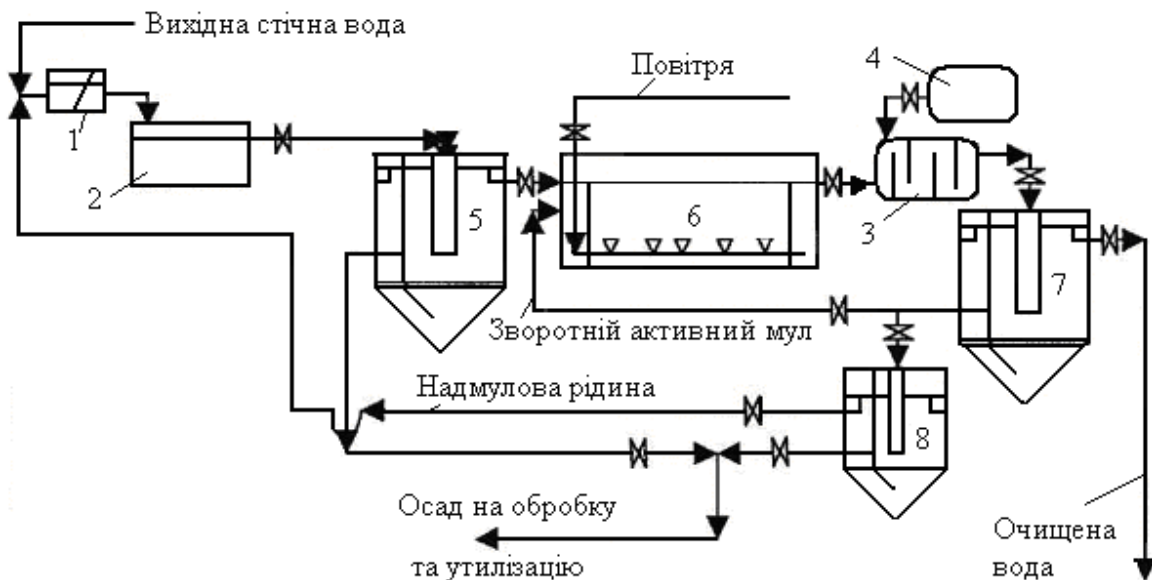 Вихідна стічна вода
Повітря
4
1
2
5
6
3
7
Зворотній активний мул
Надмулова рідина
8
Осад на обробку
та утилизацію
Очищена
вода